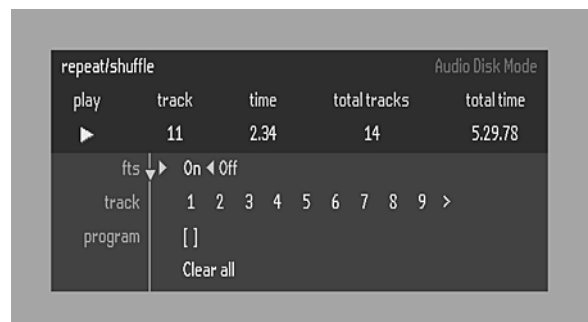 repeat/shuffle Audio Disk Mode
play track time total tracks total time
11 2.34 14 5.29.78
fts On Off
track 1 2 3 4 5 6 7 8 9 >
program [ ]
Clear all